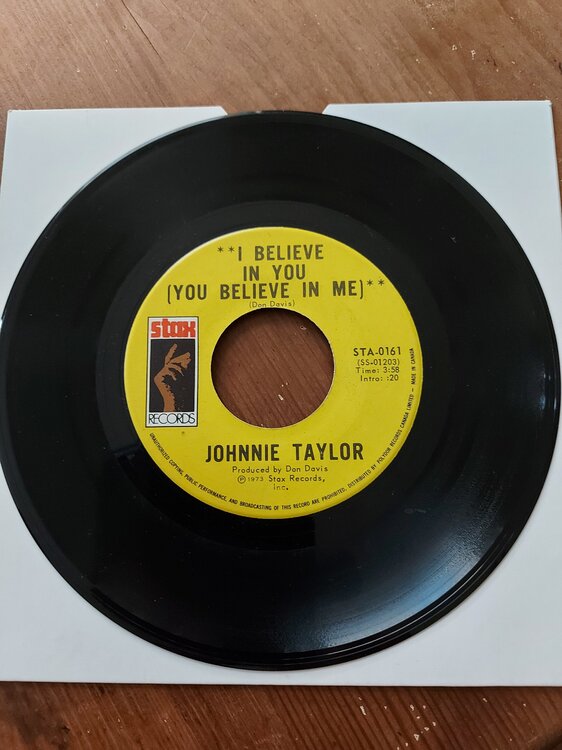 **I BELIEVE
IN YOU
(YOU BELIEVE IN ME)**
(Don Davis)
stax
RECORDS
STA-0161
(SS-01203)
Time: 3:58
Intro: :20
JOHNNIE TAYLOR
Produced by Don Davis
℗1973 Stax Records,
Inc.
UNAUTHORIZED COPYING, PUBLIC PERFORMANCE, AND BROADCASTING OF THIS RECORD ARE PROHIBITED. DISTRIBUTED BY POLYDOR RECORDS CANADA LIMITED - MADE IN CANADA